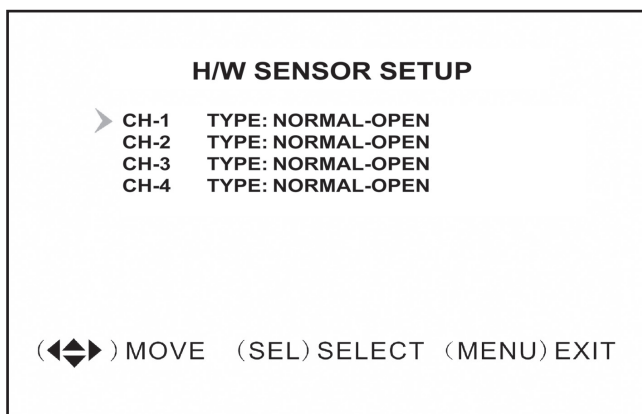 H/W SENSOR SETUP
CH-1 TYPE: NORMAL-OPEN
CH-2 TYPE: NORMAL-OPEN
CH-3 TYPE: NORMAL-OPEN
CH-4 TYPE: NORMAL-OPEN
(◀◆▶) MOVE (SEL) SELECT (MENU) EXIT